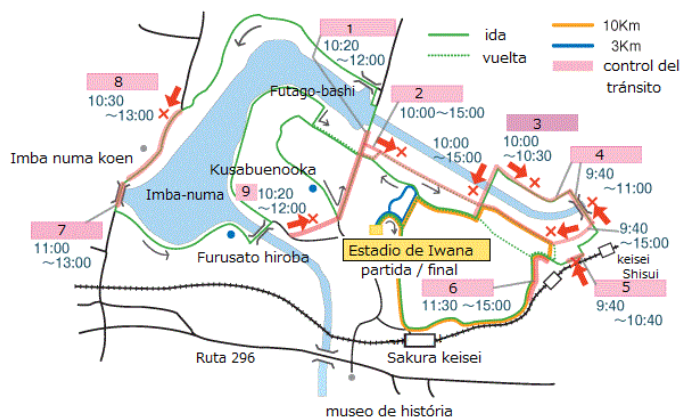 1
10:20
～12:00
ida
vuelta
10Km
3Km
control del
tránsito
8
10:30
～13:00
Futago-bashi
2
10:00～15:00
10:00
～15:00
3
10:00
～10:30
4
9:40
～11:00
Imba numa koen
Kusabuenooka
Imba-numa
9
10:20
～12:00
7
11:00
～13:00
Furusato hiroba
Estadio de Iwana
partida / final
9:40
～15:00
keisei
Shisui
6
11:30 ～15:00
5
9:40
～10:40
Ruta 296
Sakura keisei
museo de história